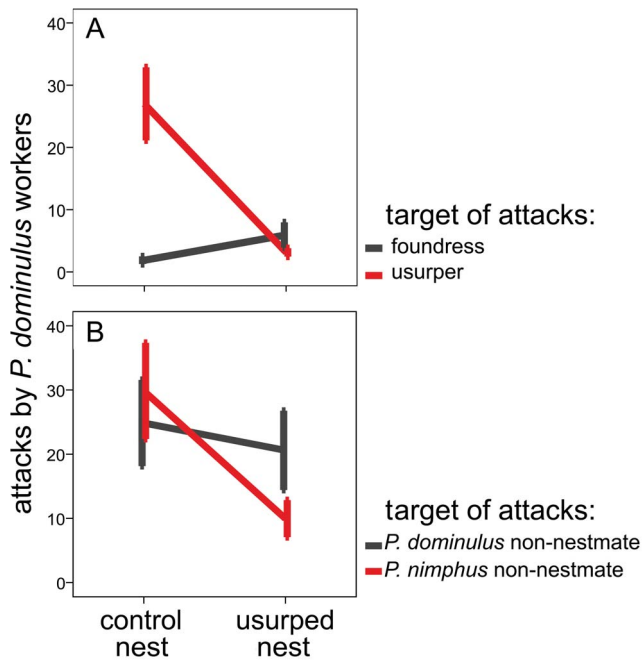 A
40
30
20
10
0
target of attacks:
foundress
usurper
B
40
30
20
10
0
target of attacks:
P. dominulus non-nestmate
P. nimphus non-nestmate
attacks by P. dominulus workers
control
nest
usurped
nest